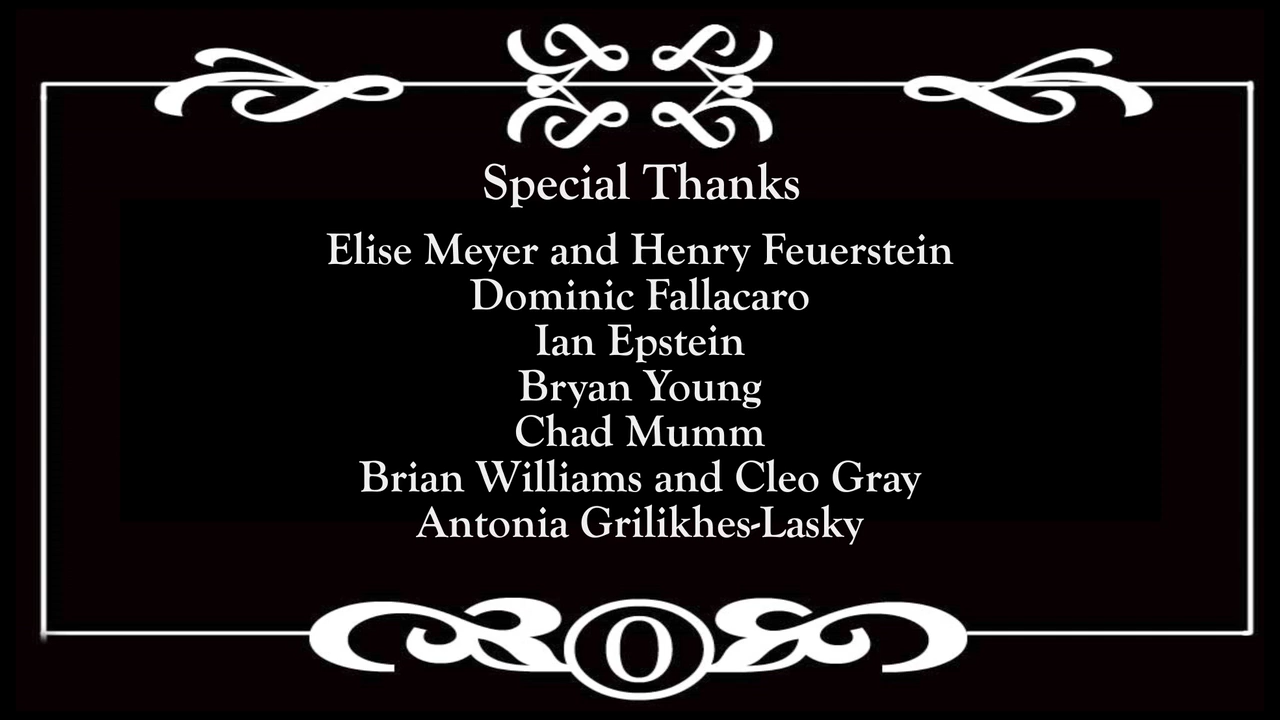 Special Thanks
Elise Meyer and Henry Feuerstein
Dominic Fallacaro
Ian Epstein
Bryan Young
Chad Mumm
Brian Williams and Cleo Gray
Antonia Grilikhes-Lasky
O